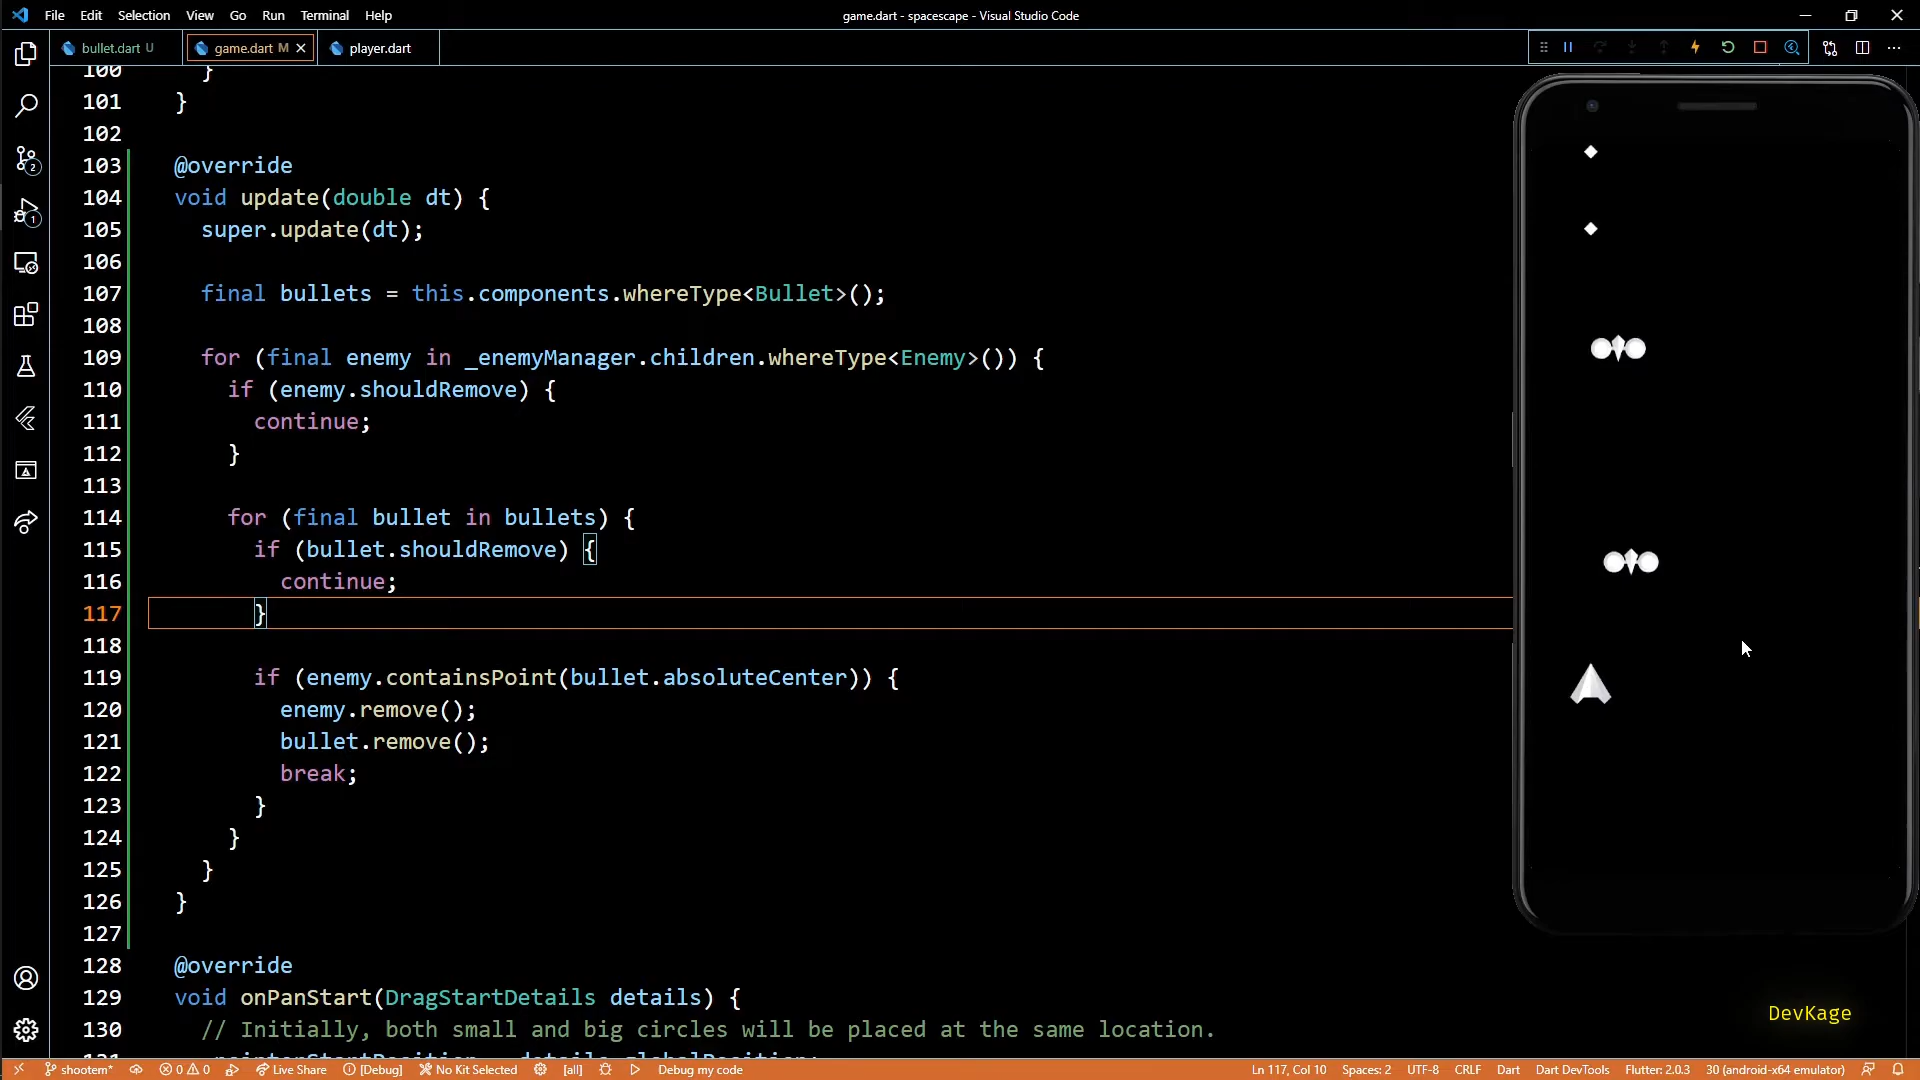 File Edit Selection View Go Run Terminal Help
game.dart - spacescape - Visual Studio Code
bullet.dart U
game.dart M
player.dart
100 }
101 }
102
103 @override
104 void update(double dt) {
105 super.update(dt);
106
107 final bullets = this.components.whereType<Bullet>();
108
109 for (final enemy in _enemyManager.children.whereType<Enemy>()) {
110 if (enemy.shouldRemove) {
111 continue;
112 }
113
114 for (final bullet in bullets) {
115 if (bullet.shouldRemove) {
116 continue;
117 }
118
119 if (enemy.containsPoint(bullet.absoluteCenter)) {
120 enemy.remove();
121 bullet.remove();
122 break;
123 }
124 }
125 }
126 }
127
128 @override
129 void onPanStart(DragStartDetails details) {
130 // Initially, both small and big circles will be placed at the same location.
2
1
DevKage
shootem* 0 0 Live Share [Debug] No Kit Selected [all] Debug my code Ln 117, Col 10 Spaces: 2 UTF-8 CRLF Dart Dart DevTools Flutter: 2.0.3 30 (android-x64 emulator)